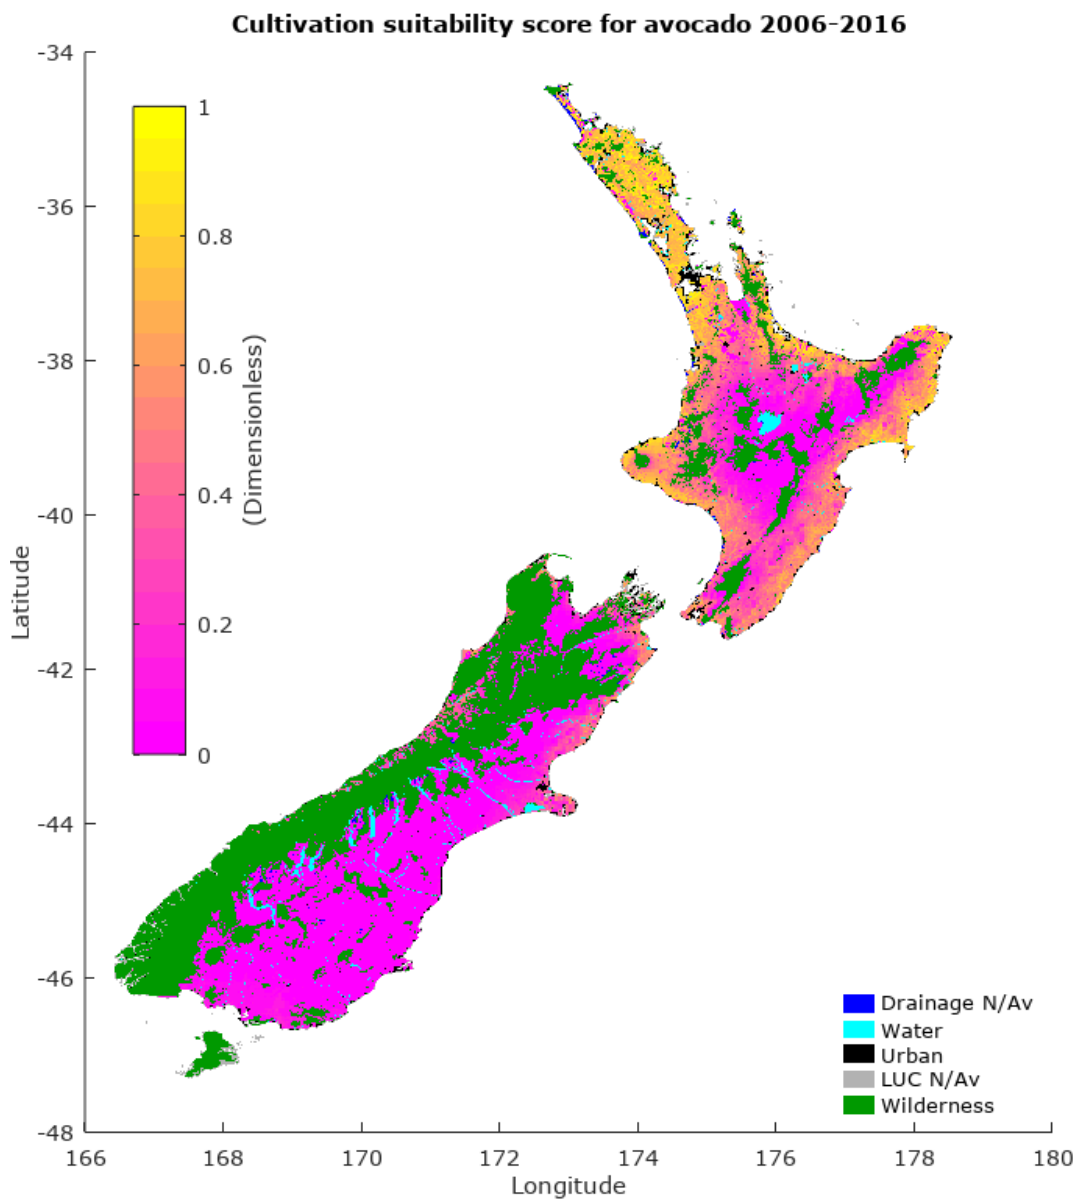 Cultivation suitability score for avocado 2006-2016
-34
-36
-38
-40
-42
-44
-46
-48
Latitude
1
0.8
0.6
0.4
0.2
0
(Dimensionless)
Drainage N/Av
Water
Urban
LUC N/Av
Wilderness
166 168 170 172 174 176 178 180
Longitude